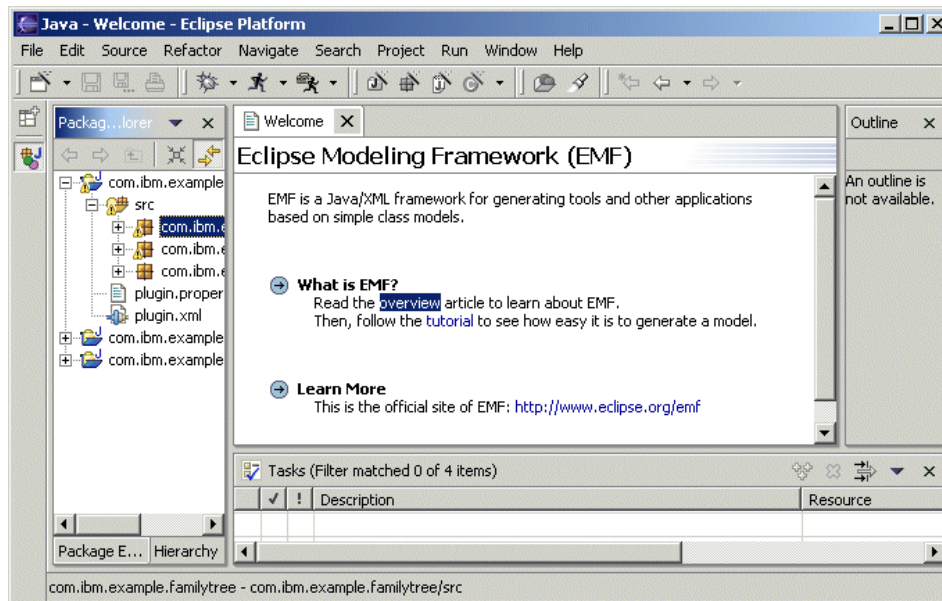 Java - Welcome - Eclipse Platform
File Edit Source Refactor Navigate Search Project Run Window Help
Packag...lorer
Welcome
Outline
Eclipse Modeling Framework (EMF)
com.ibm.example
src
com.ibm.e
com.ibm.e
com.ibm.e
plugin.proper
plugin.xml
com.ibm.example
com.ibm.example
EMF is a Java/XML framework for generating tools and other applications
based on simple class models.
What is EMF?
Read the overview article to learn about EMF.
Then, follow the tutorial to see how easy it is to generate a model.
Learn More
This is the official site of EMF: http://www.eclipse.org/emf
An outline is
not available.
Tasks (Filter matched 0 of 4 items)
! Description Resource
Package E... Hierarchy
com.ibm.example.familytree - com.ibm.example.familytree/src